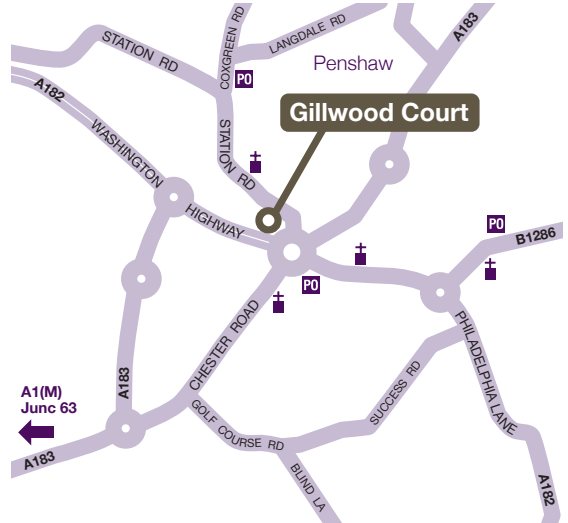 STATION RD
COXGREEN RD
LANGDALE RD
A183
Penshaw
PO
A182
Gillwood Court
WASHINGTON
HIGHWAY
STATION RD
PO
B1286
PO
CHESTER ROAD
PHILADELPHIA LANE
A183
SUCCESS RD
A1(M)
Junc 63
GOLF COURSE RD
A183
BLIND LA
A182